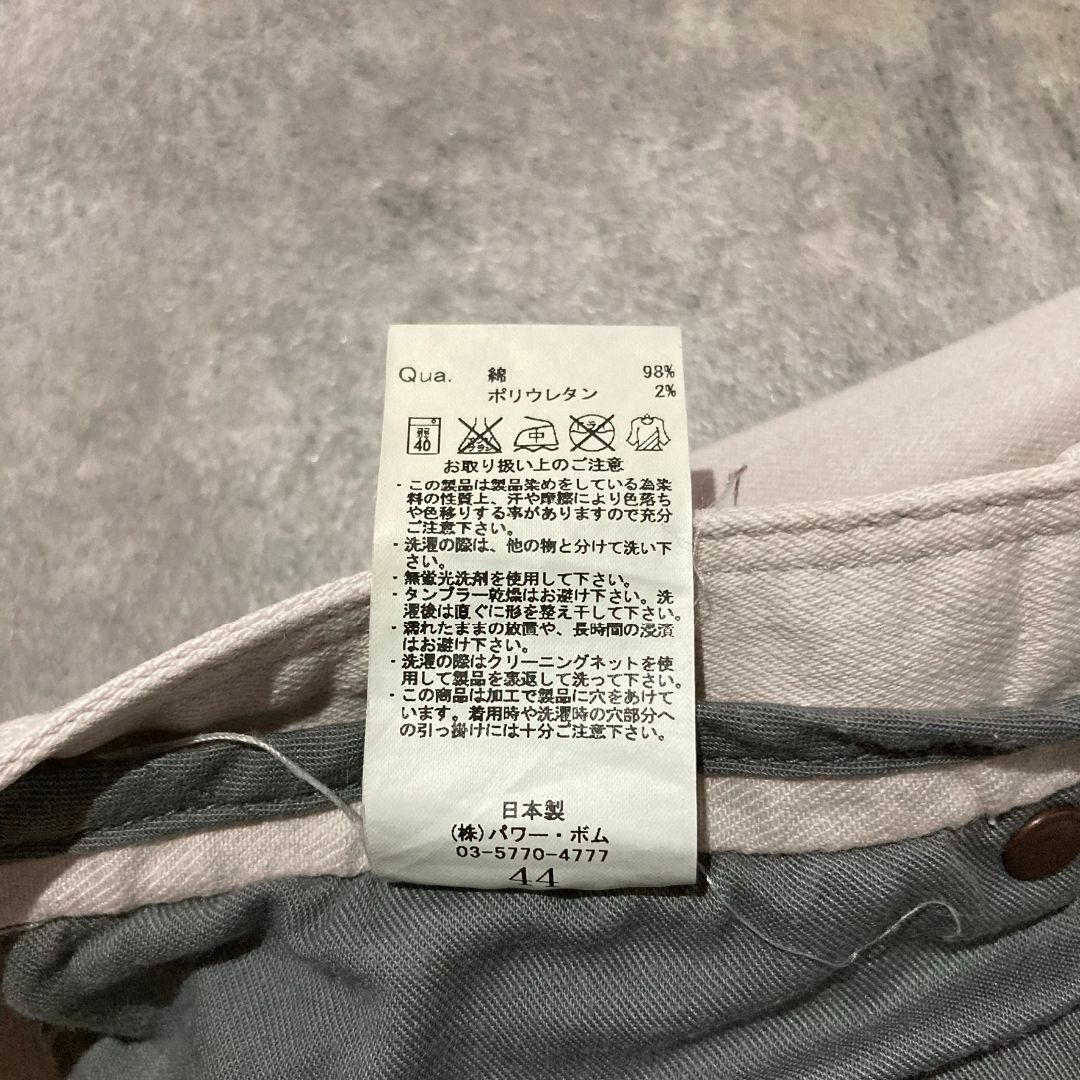 Qua. 綿 98%
ポリウレタン 2%
弱 40 エンソサラシ 中
お取り扱い上のご注意
・この製品は製品染めをしている為染
料の性質上、汗や摩擦により色落ち
や色移りする事がありますので充分
ご注意下さい。
・洗濯の際は、他の物と分けて洗い下
さい。
・無蛍光洗剤を使用して下さい。
・タンブラー乾燥はお避け下さい。洗
濯後は直ぐに形を整え干して下さい。
・濡れたままの放置や、長時間の浸漬
はお避け下さい。
・洗濯の際はクリーニングネットを使
用して製品を裏返して洗って下さい。
・この商品は加工で製品に穴をあけて
います。着用時や洗濯時の穴部分へ
の引っ掛けには十分ご注意下さい。
日本製
(株)パワー・ボム
03-5770-4777
44